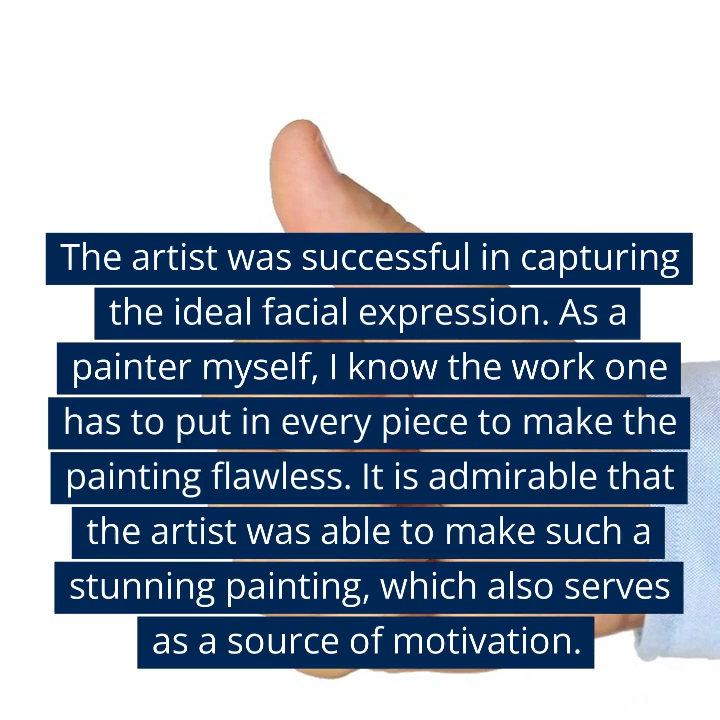 The artist was successful in capturing
the ideal facial expression. As a
painter myself, I know the work one
has to put in every piece to make the
painting flawless. It is admirable that
the artist was able to make such a
stunning painting, which also serves
as a source of motivation.